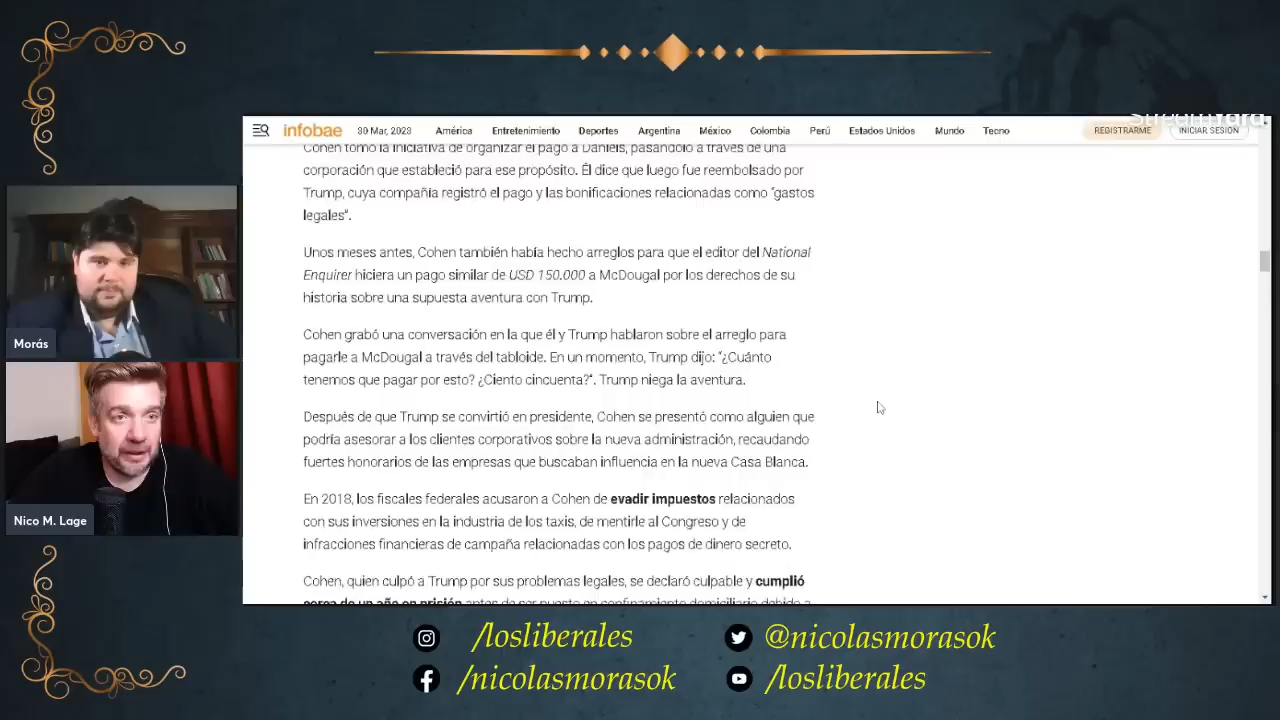 StreamYard
infobae 30 Mar, 2023 América Entretenimiento Deportes Argentina México Colombia Perú Estados Unidos Mundo Tecno REGISTRARME INICIAR SESIÓN
Cohen tomó la iniciativa de organizar el pago a Daniels, pasándolo a través de una
corporación que estableció para ese propósito. Él dice que luego fue reembolsado por
Trump, cuya compañía registró el pago y las bonificaciones relacionadas como “gastos
legales”.
Unos meses antes, Cohen también había hecho arreglos para que el editor del National
Enquirer hiciera un pago similar de USD 150.000 a McDougal por los derechos de su
historia sobre una supuesta aventura con Trump.
Cohen grabó una conversación en la que él y Trump hablaron sobre el arreglo para
pagarle a McDougal a través del tabloide. En un momento, Trump dijo: “¿Cuánto
tenemos que pagar por esto? ¿Ciento cincuenta?”. Trump niega la aventura.
Después de que Trump se convirtió en presidente, Cohen se presentó como alguien que
podría asesorar a los clientes corporativos sobre la nueva administración, recaudando
fuertes honorarios de las empresas que buscaban influencia en la nueva Casa Blanca.
En 2018, los fiscales federales acusaron a Cohen de evadir impuestos relacionados
con sus inversiones en la industria de los taxis, de mentirle al Congreso y de
infracciones financieras de campaña relacionadas con los pagos de dinero secreto.
Cohen, quien culpó a Trump por sus problemas legales, se declaró culpable y cumplió
cerca de un año en prisión antes de ser puesto en confinamiento domiciliario debido a
Morás
Nico M. Lage
/losliberales @nicolasmorasok
/nicolasmorasok /losliberales